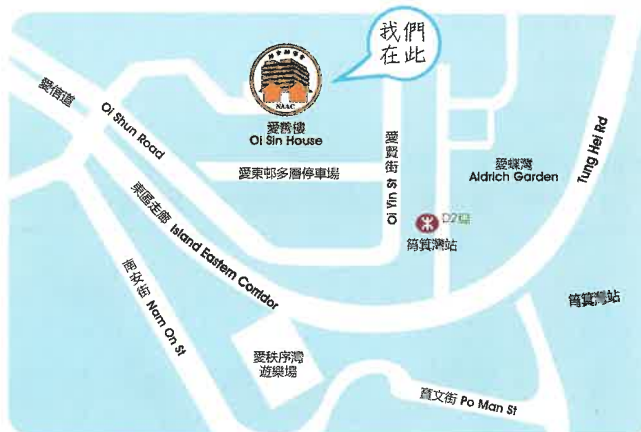 我們
在此
NAAC
愛善樓
Oi Sin House
愛信道
Oi Shun Road
愛東邨多層停車場
愛賢街 Oi Yin St
愛蝶灣
Aldrich Garden
Tung Hei Rd
D2
筲箕灣站
東區走廊 Island Eastern Corridor
南安街 Nam On St
筲箕灣站
愛秩序灣
遊樂場
寶文街 Po Man St